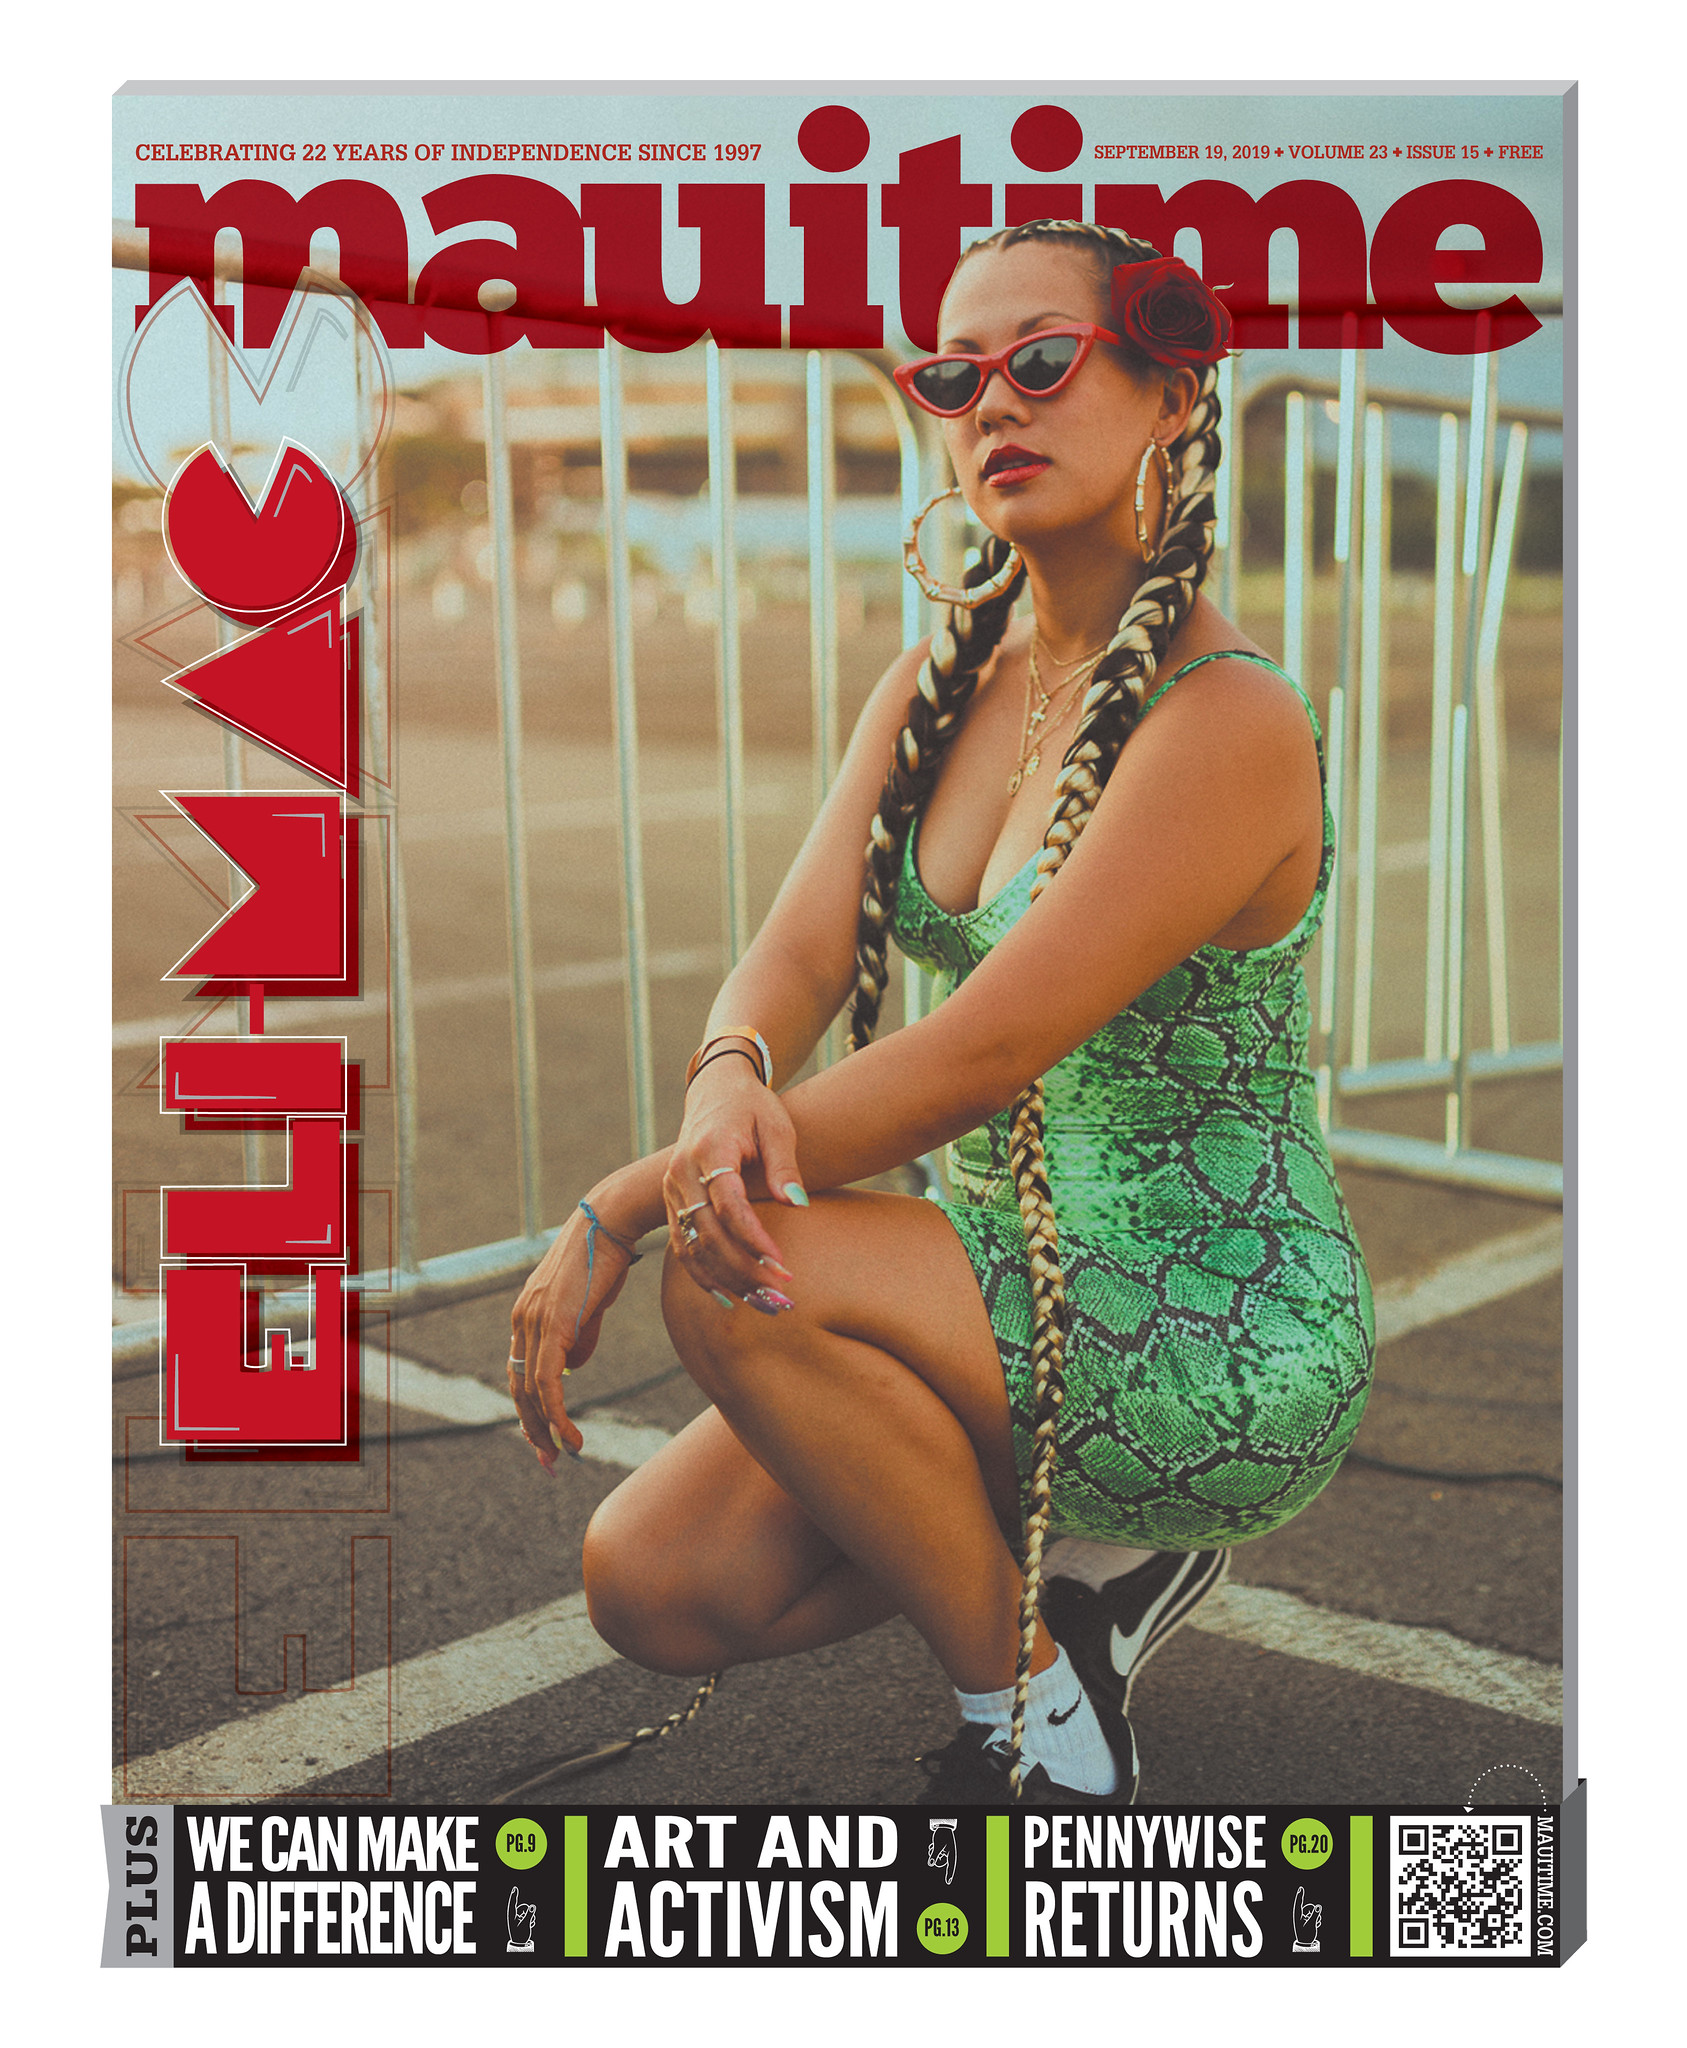 CELEBRATING 22 YEARS OF INDEPENDENCE SINCE 1997
SEPTEMBER 19, 2019 + VOLUME 23 + ISSUE 15 + FREE
mauitime
ELI-MAC
PLUS
WE CAN MAKE
A DIFFERENCE
PG.9
ART AND
ACTIVISM
PG.13
PENNYWISE
RETURNS
PG.20
MAUITIME.COM